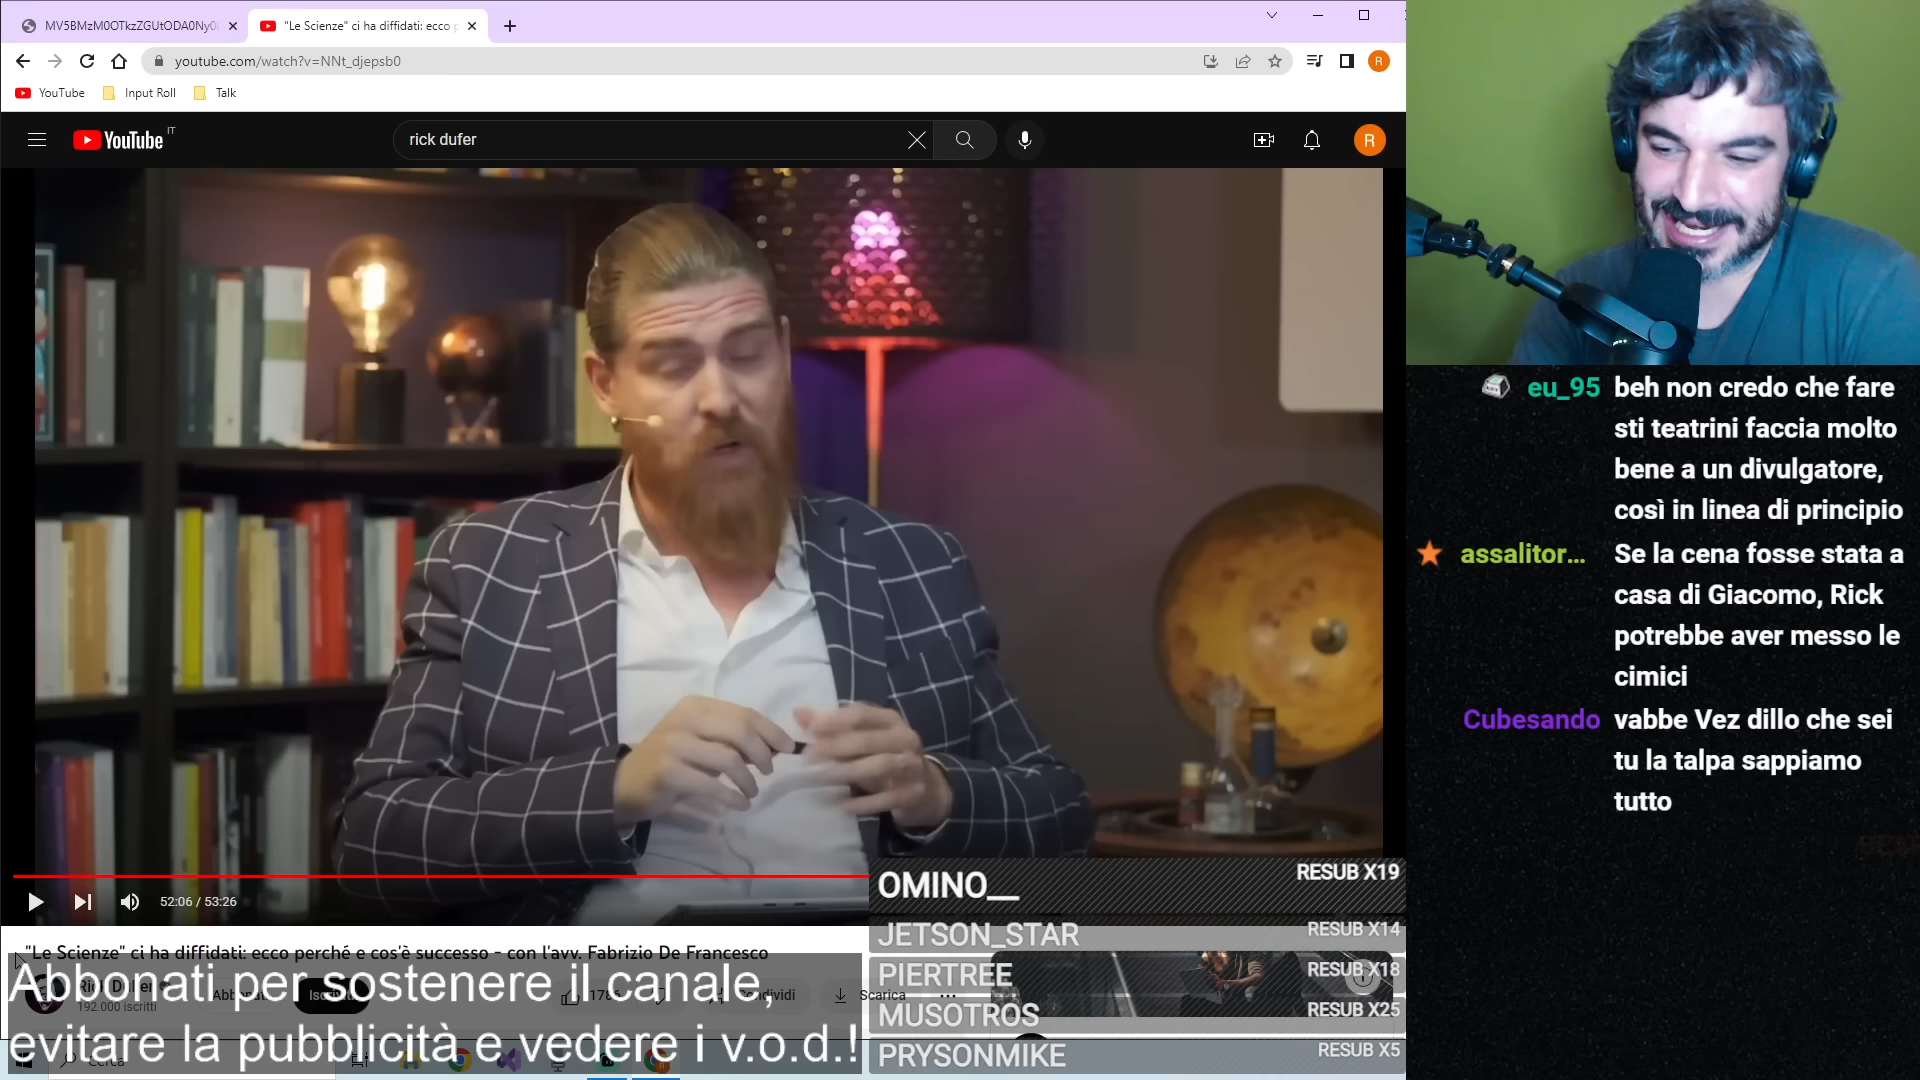 MV5BMzM0OTkzZGUtODA0Ny00
"Le Scienze" ci ha diffidati: ecco p
youtube.com/watch?v=NNt_djepsb0
R
YouTube
Input Roll
Talk
YouTube IT
rick dufer
R
eu_95 beh non credo che fare
sti teatrini faccia molto
bene a un divulgatore,
così in linea di principio
assalitor... Se la cena fosse stata a
casa di Giacomo, Rick
potrebbe aver messo le
cimici
Cubesando vabbe Vez dillo che sei
tu la talpa sappiamo
tutto
52:06 / 53:26
OMINO__ RESUB X19
JETSON_STAR RESUB X14
PIERTREE RESUB X18
MUSOTROS RESUB X25
PRYSONMIKE RESUB X5
"Le Scienze" ci ha diffidati: ecco perché e cos'è successo - con l'avv. Fabrizio De Francesco
Rick Dufer
192.000 iscritti
Scarica
Abbonati per sostenere il canale,
evitare la pubblicità e vedere i v.o.d.!
Cerca